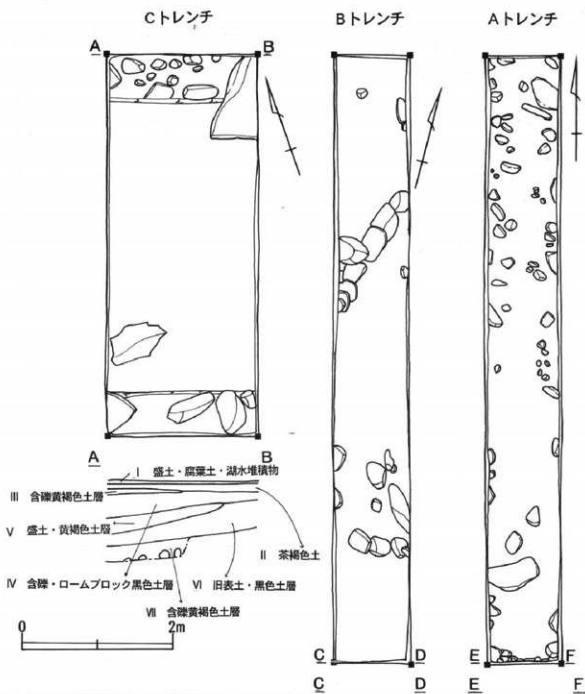 Cトレンチ
Bトレンチ
Aトレンチ
A B
A B
I 盛土・腐葉土・湖水堆積物
III 含礫黄褐色土層
V 盛土・黄褐色土層
II 茶褐色土
IV 含礫・ロームブロック黒色土層
VI 旧表土・黒色土層
VII 含礫黄褐色土層
0 2m
C D
C D
E F
E F